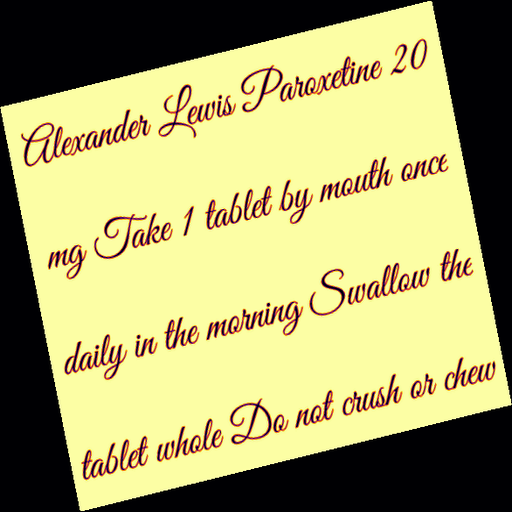 Alexander Lewis Paroxetine 20
mg Take 1 tablet by mouth once
daily in the morning Swallow the
tablet whole Do not crush or chew